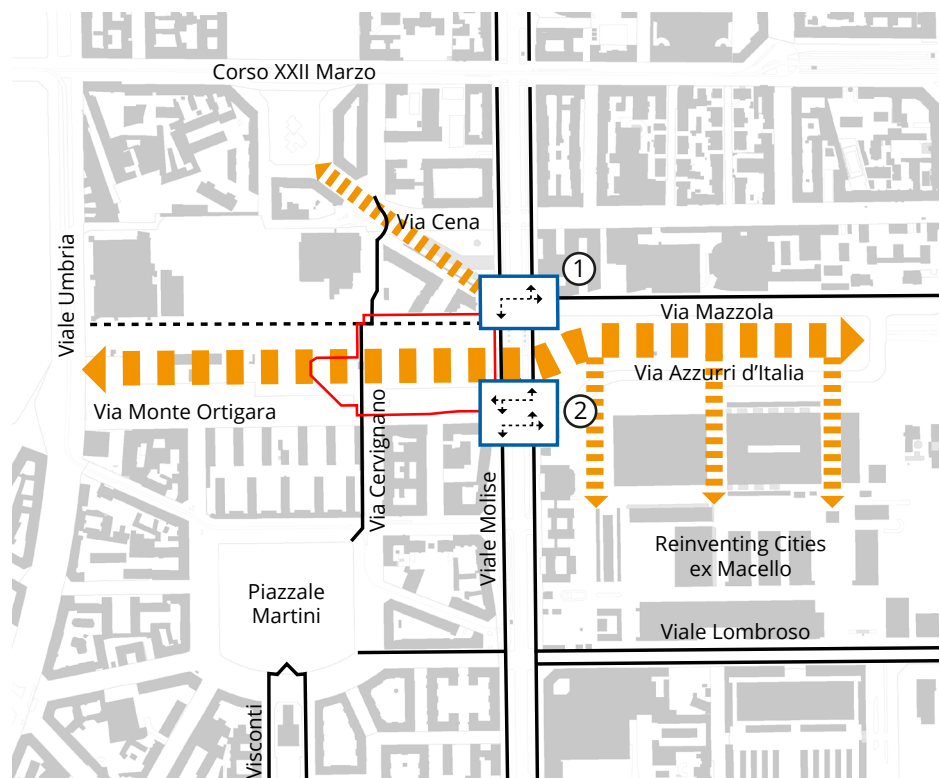 Corso XXII Marzo
Via Cena
Viale Umbria
1
Via Mazzola
Via Azzurri d’Italia
Via Monte Ortigara
2
Via Cervignano
Viale Molise
Reinventing Cities
ex Macello
Piazzale
Martini
Viale Lombroso
Visconti